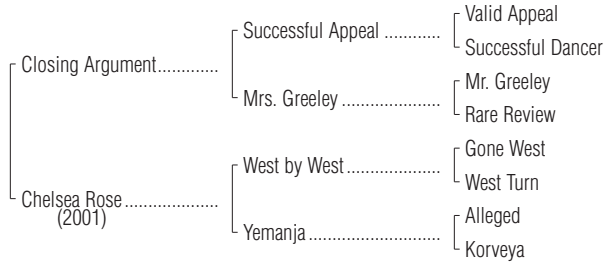 Valid Appeal
Successful Appeal ............
Successful Dancer
Closing Argument.............
Mr. Greeley
Mrs. Greeley ....................
Rare Review
Gone West
West by West...................
West Turn
Chelsea Rose ....................
(2001)
Alleged
Yemanja ...........................
Korveya